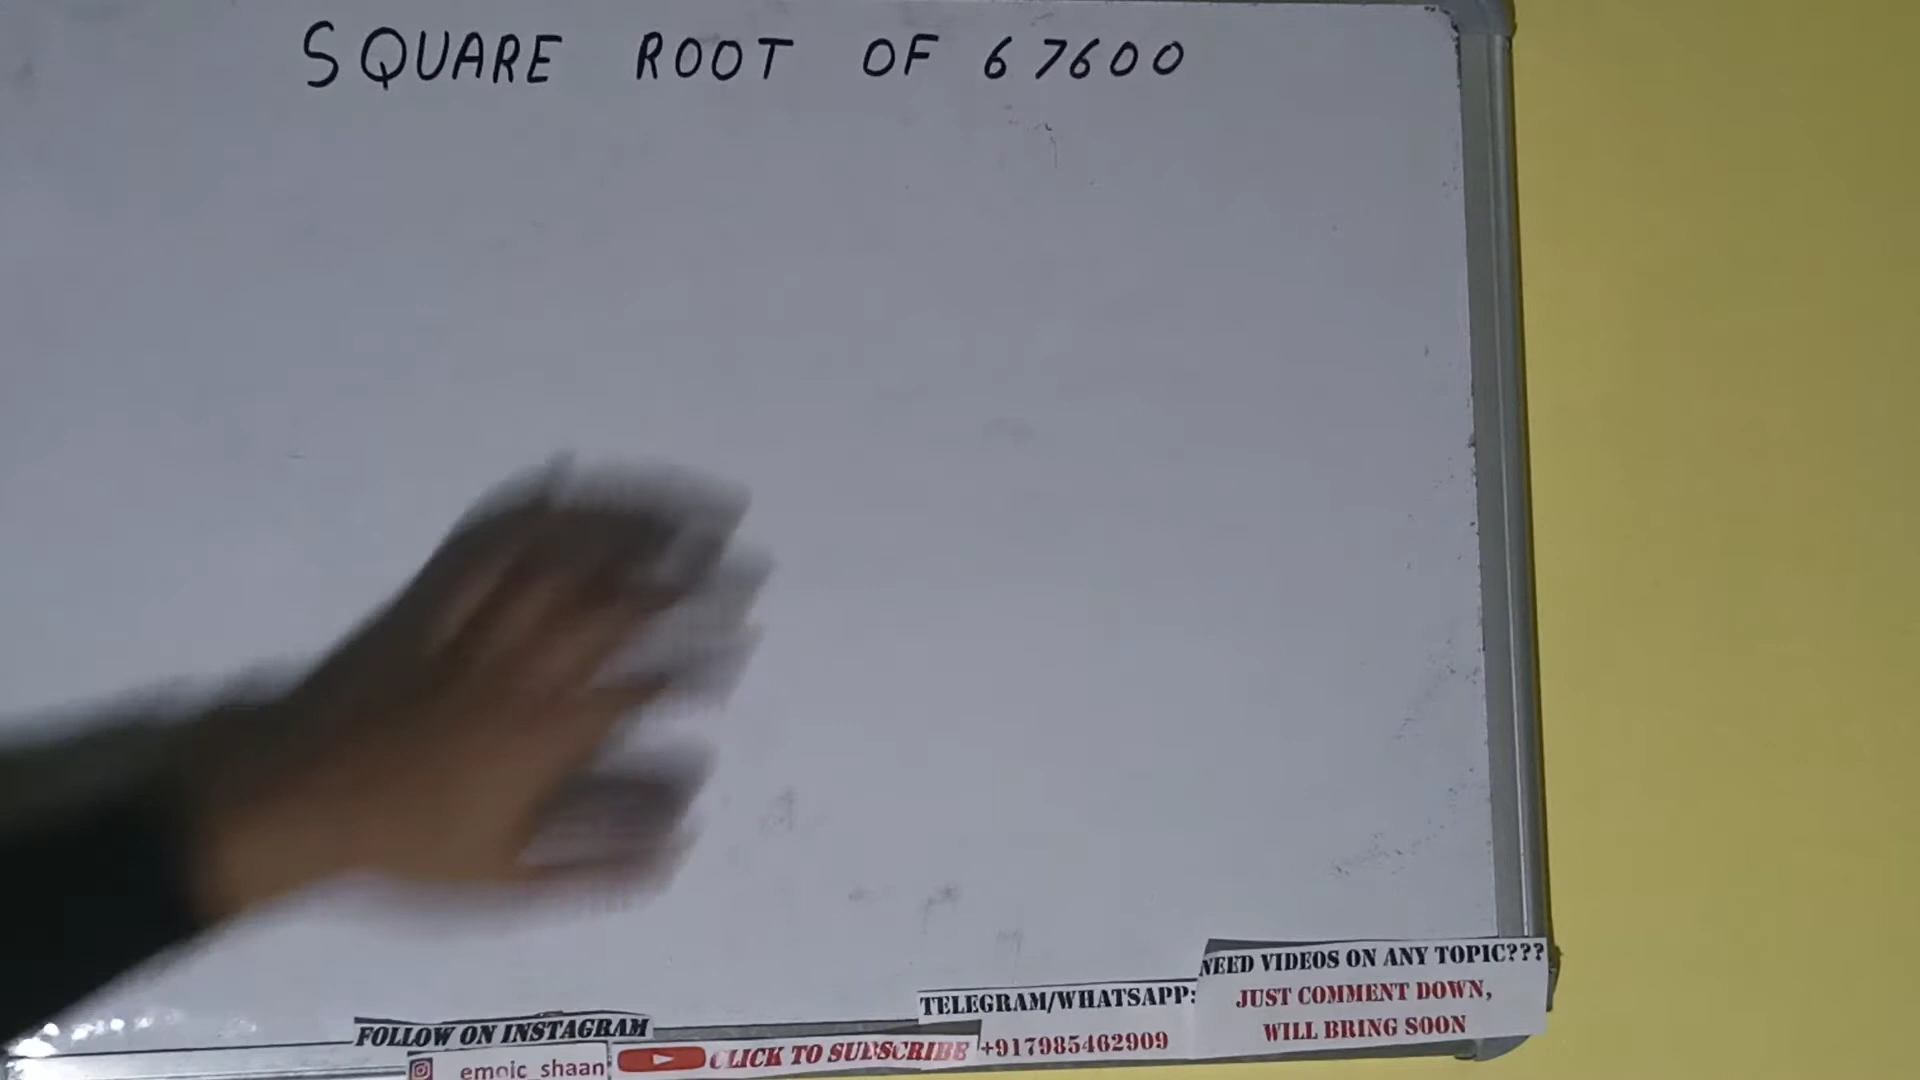 SQUARE ROOT OF 67600
NEED VIDEOS ON ANY TOPIC???
JUST COMMENT DOWN,
WILL BRING SOON
TELEGRAM/WHATSAPP:
+917985462909
FOLLOW ON INSTAGRAM
emoic_shaan
CLICK TO SUBSCRIBE